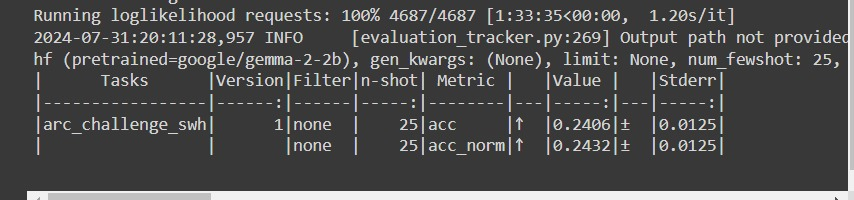 Running loglikelihood requests: 100% 4687/4687 [1:33:35<00:00,  1.20s/it]
2024-07-31:20:11:28,957 INFO     [evaluation_tracker.py:269] Output path not provided
hf (pretrained=google/gemma-2-2b), gen_kwargs: (None), limit: None, num_fewshot: 25,
|      Tasks      |Version|Filter|n-shot| Metric |   |Value |   |Stderr|
|-----------------|------:|------|-----:|--------|---|-----:|---|-----:|
|arc_challenge_swh|      1|none  |    25|acc     |↑  |0.2406|±  |0.0125|
|                 |       |none  |    25|acc_norm|↑  |0.2432|±  |0.0125|